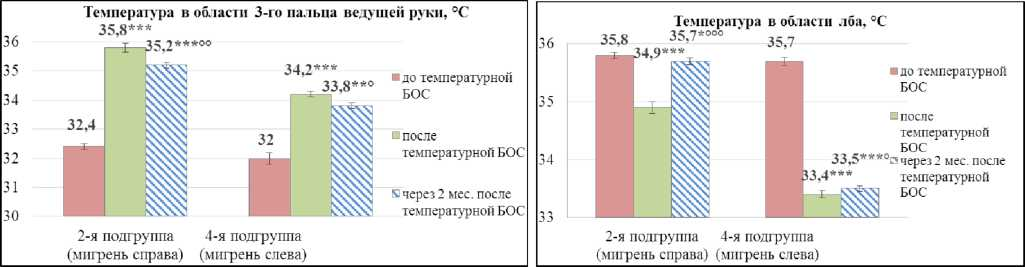 Температура в области 3-го пальца ведущей руки, °С
36
35
34
33
32
31
30
32,4
35,8***
35,2***°°
32
34,2***
33,8**°
2-я подгруппа
(мигрень справа)
4-я подгруппа
(мигрень слева)
до температурной
БОС
после
температурной БОС
через 2 мес. после
температурной БОС
Температура в области лба, °С
36
35
34
33
35,8
34,9***
35,7*°°°
35,7
33,4***
33,5***°
2-я подгруппа
(мигрень справа)
4-я подгруппа
(мигрень слева)
до температурной
БОС
после
температурной
БОС
через 2 мес. после
температурной
БОС